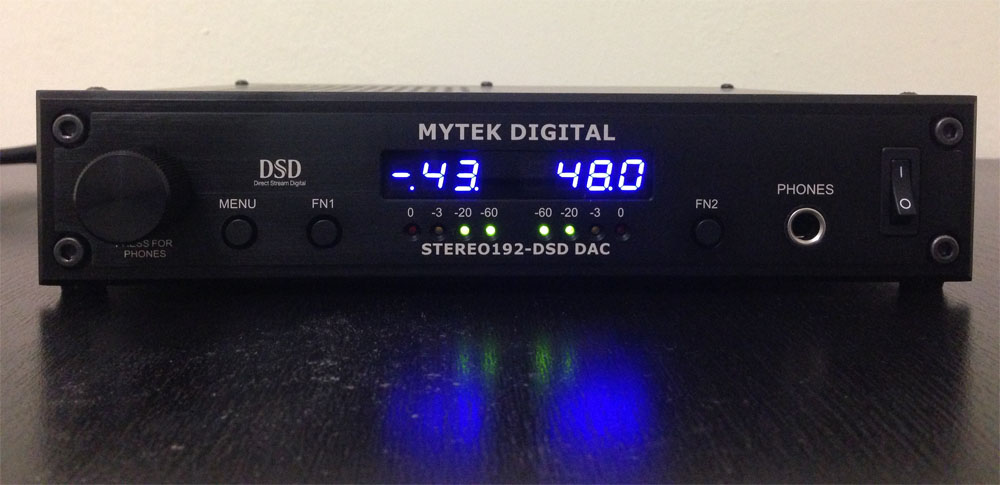 MYTEK DIGITAL
DSD
Direct Stream Digital
-.43. 48.0
MENU
FN1
0 -3 -20 -60 -60 -20 -3 0
FN2
PHONES
I
O
PRESS FOR
PHONES
STEREO192-DSD DAC